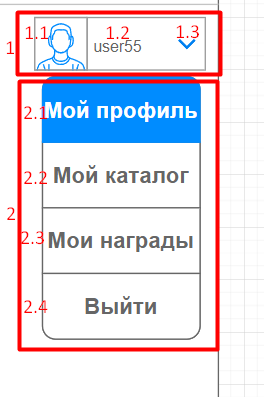 1 1.1 1.2 1.3
user55
2.1 Мой профиль
2.2 Мой каталог
2
2.3 Мои награды
2.4 Выйти